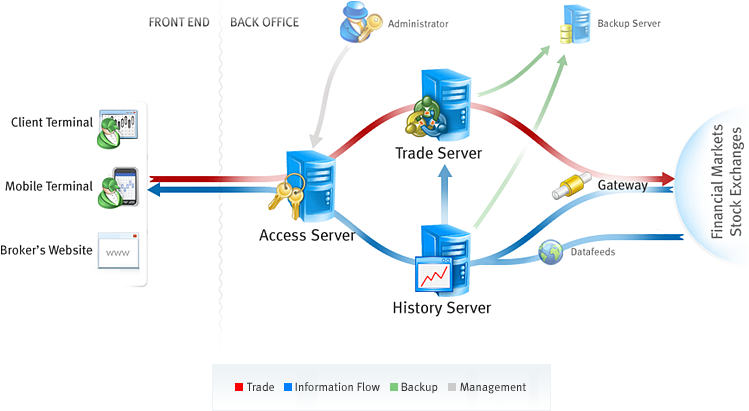 FRONT END
BACK OFFICE
Administrator
Backup Server
Client Terminal
Trade Server
Mobile Terminal
Gateway
Financial Markets
Stock Exchanges
Access Server
Broker's Website
www
Datafeeds
History Server
Trade
Information Flow
Backup
Management